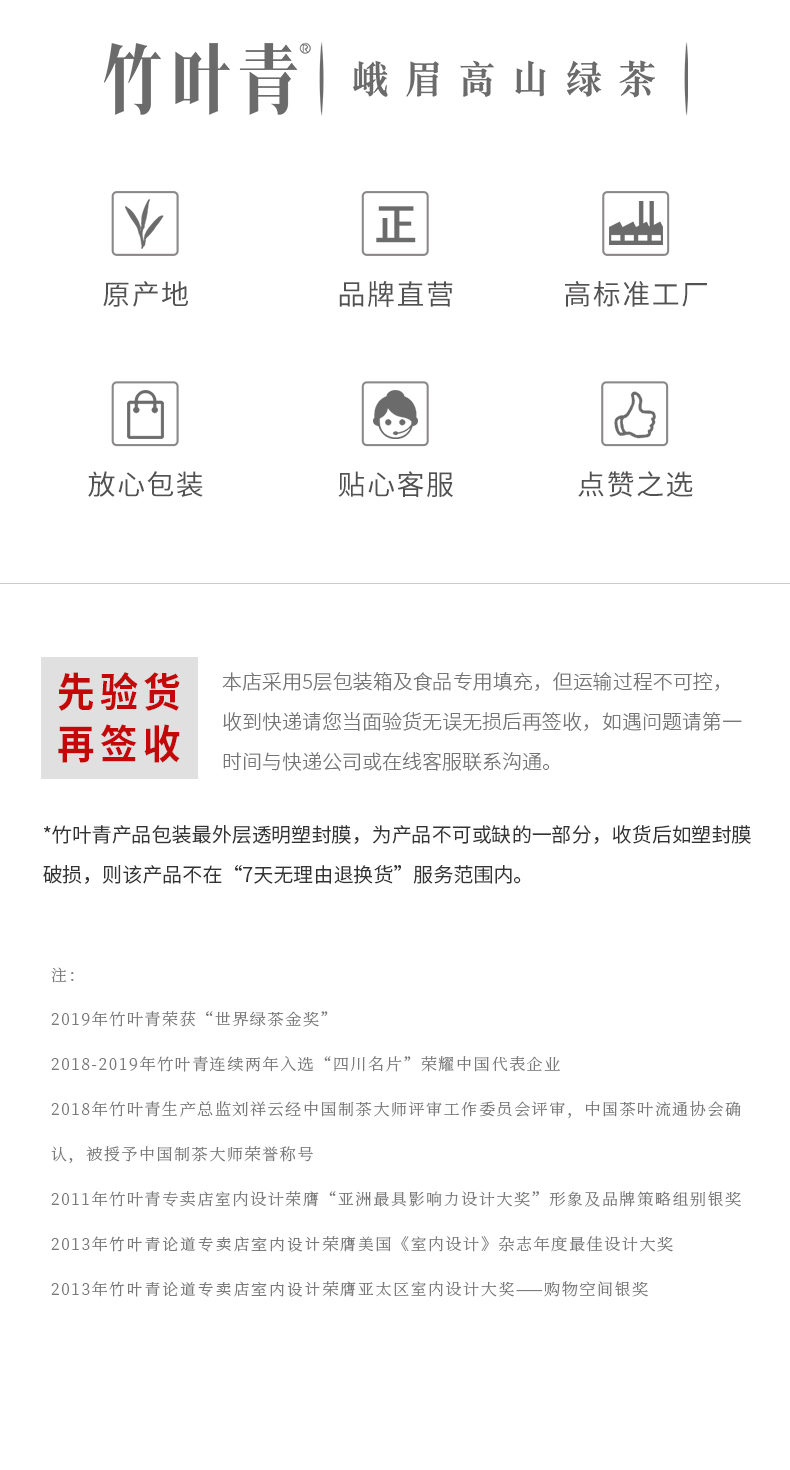 竹叶青® 峨眉高山绿茶
正
原产地 品牌直营 高标准工厂
放心包装 贴心客服 点赞之选
先验货
再签收
本店采用5层包装箱及食品专用填充，但运输过程不可控，
收到快递请您当面验货无误无损后再签收，如遇问题请第一
时间与快递公司或在线客服联系沟通。
*竹叶青产品包装最外层透明塑封膜，为产品不可或缺的一部分，收货后如塑封膜
破损，则该产品不在“7天无理由退换货”服务范围内。
注：
2019年竹叶青荣获“世界绿茶金奖”
2018-2019年竹叶青连续两年入选“四川名片”荣耀中国代表企业
2018年竹叶青生产总监刘祥云经中国制茶大师评审工作委员会评审，中国茶叶流通协会确
认，被授予中国制茶大师荣誉称号
2011年竹叶青专卖店室内设计荣膺“亚洲最具影响力设计大奖”形象及品牌策略组别银奖
2013年竹叶青论道专卖店室内设计荣膺美国《室内设计》杂志年度最佳设计大奖
2013年竹叶青论道专卖店室内设计荣膺亚太区室内设计大奖——购物空间银奖